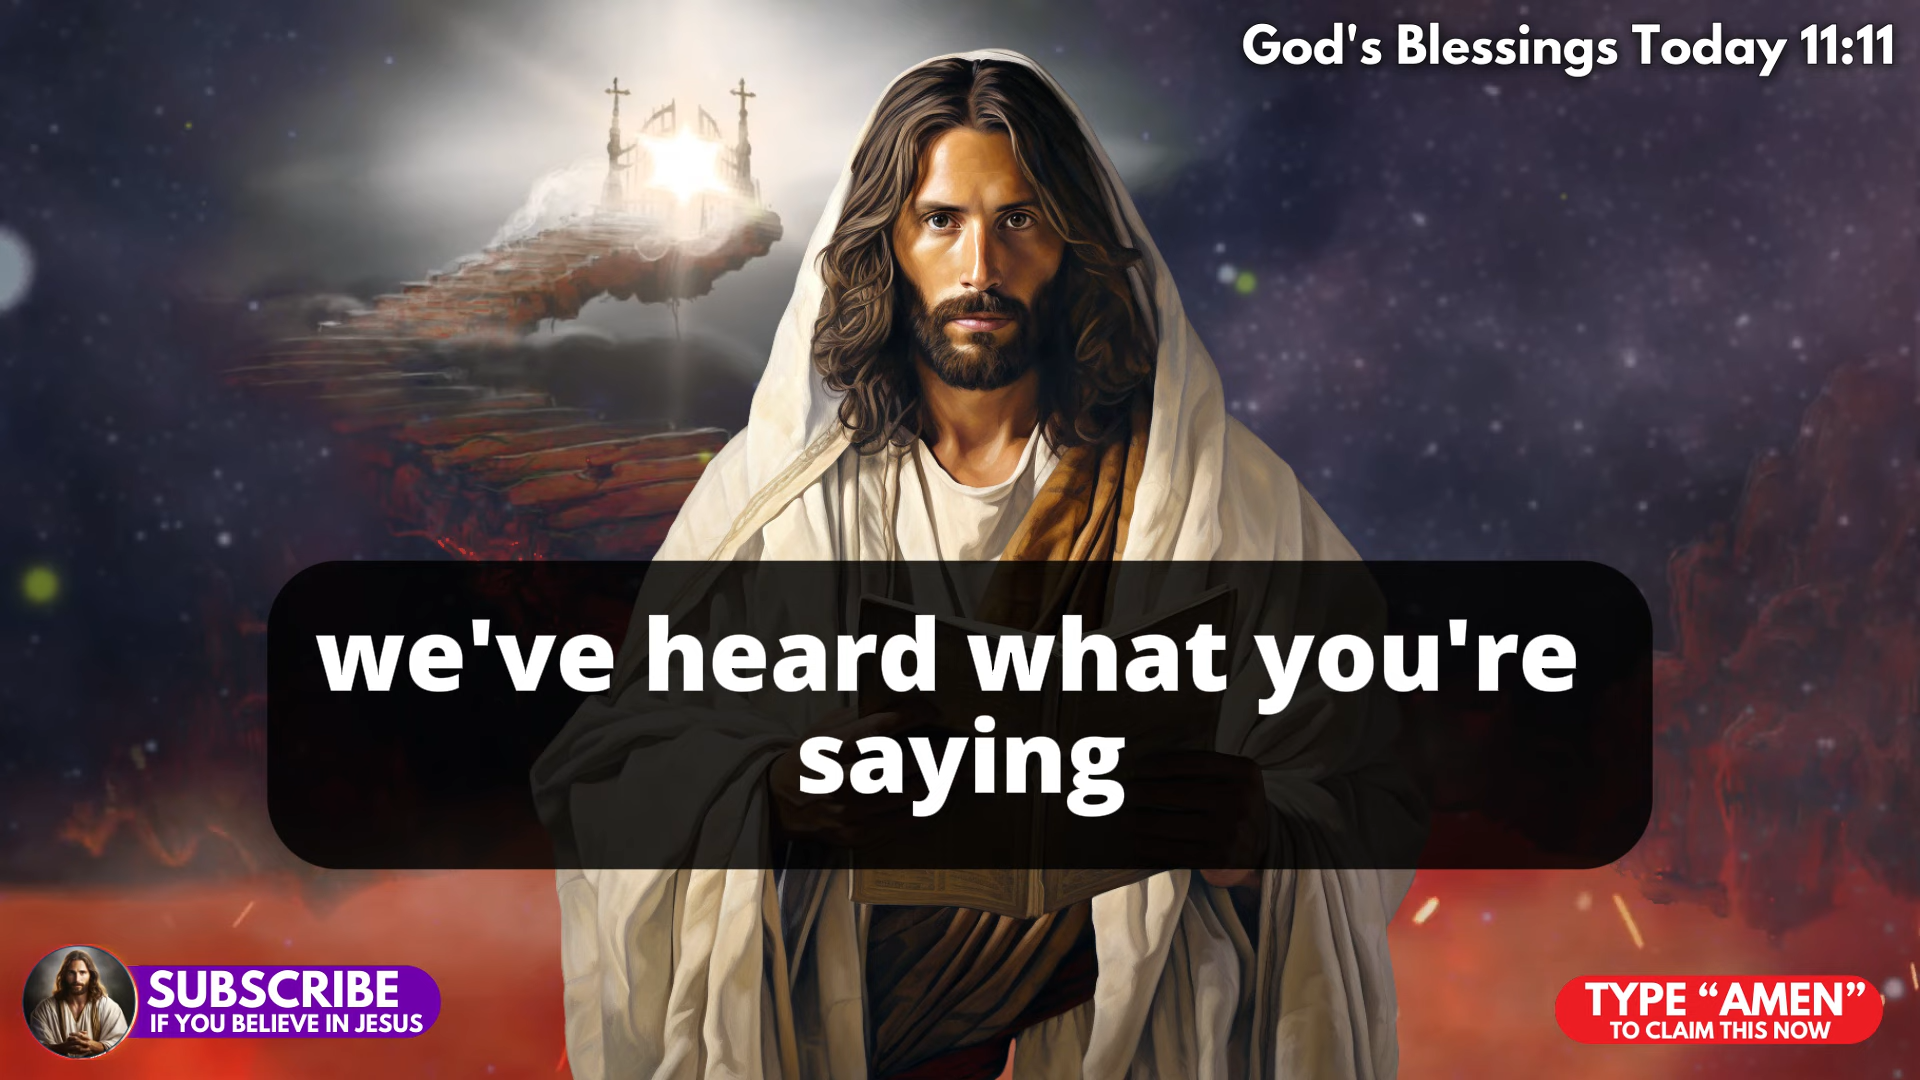 God's Blessings Today 11:11
we've heard what you're
saying
SUBSCRIBE
IF YOU BELIEVE IN JESUS
TYPE “AMEN”
TO CLAIM THIS NOW